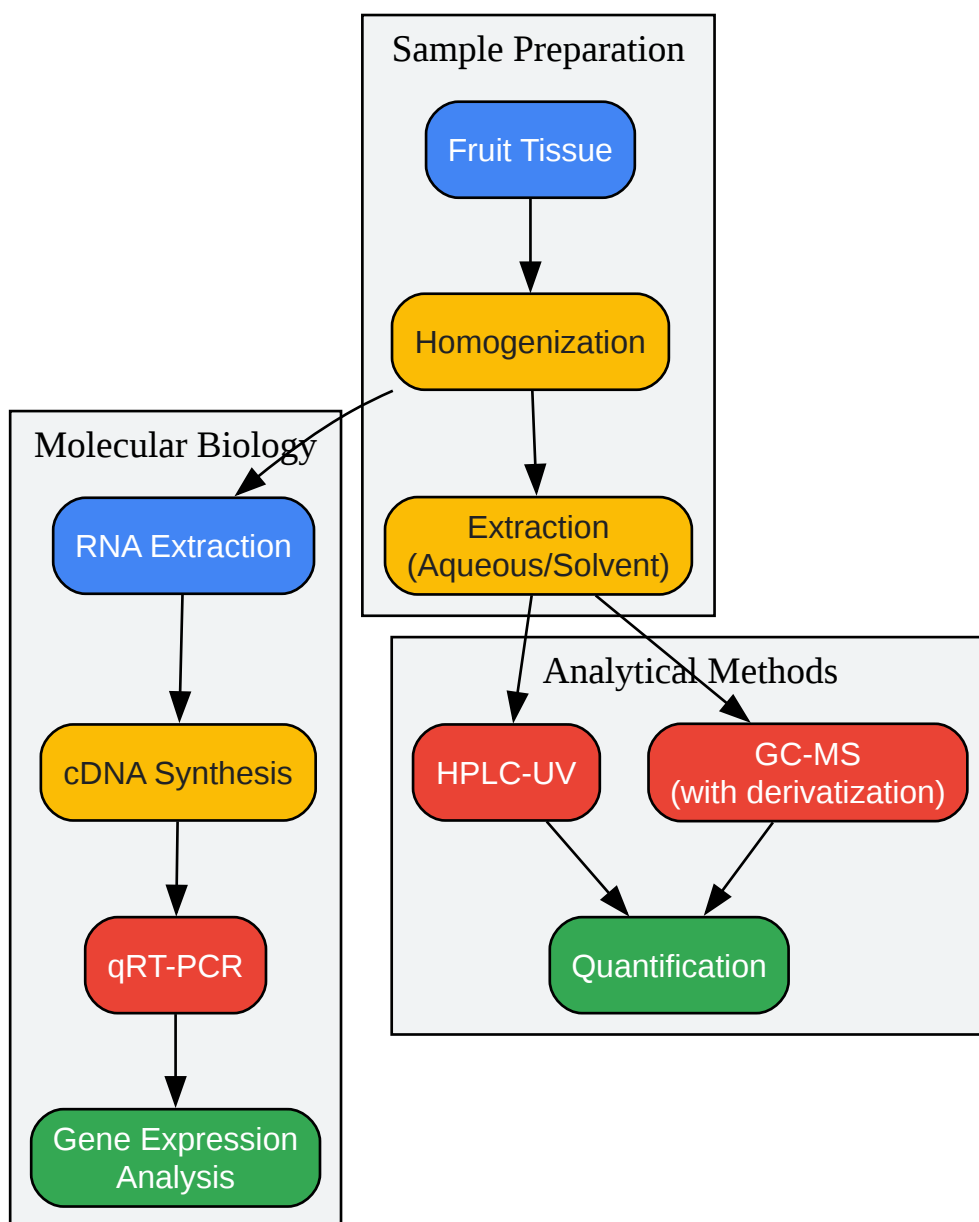 Sample Preparation
Fruit Tissue
Homogenization
Extraction
(Aqueous/Solvent)
Molecular Biology
RNA Extraction
cDNA Synthesis
qRT-PCR
Gene Expression
Analysis
Analytical Methods
HPLC-UV
GC-MS
(with derivatization)
Quantification